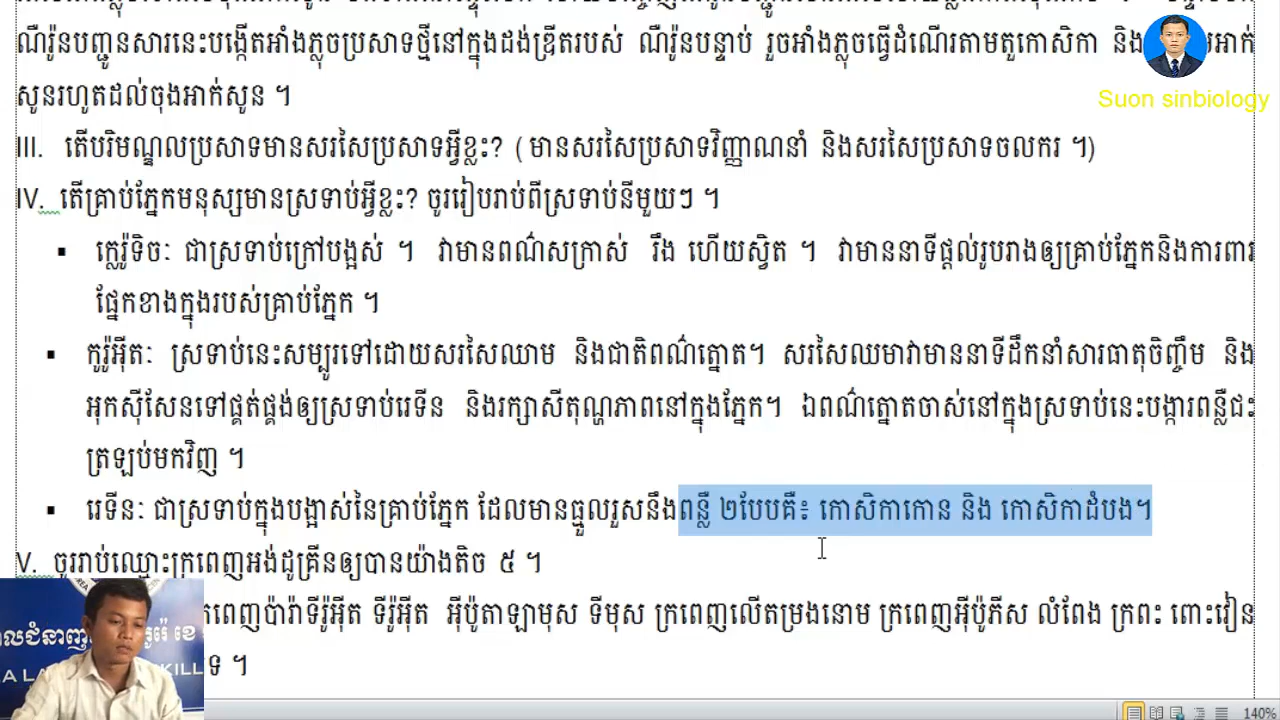 ណឺរ៉ូនបញ្ជូនសារនេះបង្កើតអាំងភ្លុចប្រសាទថ្មីនៅក្នុងដង់ឌ្រីតរបស់ ណឺរ៉ូនបន្ទាប់ រួចអាំងភ្លុចធ្វើដំណើរតាមតួកោសិកា និង អាក់
Suon sinbiology
សូនរហូតដល់ចុងអាក់សូន ។
III. តើបរិមណ្ឌលប្រសាទមានសរសៃប្រសាទអ្វីខ្លះ? ( មានសរសៃប្រសាទវិញ្ញាណនាំ និងសរសៃប្រសាទចលករ ។)
IV. តើគ្រាប់ភ្នែកមនុស្សមានស្រទាប់អ្វីខ្លះ? ចូររៀបរាប់ពីស្រទាប់នីមួយៗ ។
▪ ក្លេរ៉ូទិចៈ ជាស្រទាប់ក្រៅបង្អស់ ។ វាមានពណ៌សក្រាស់ រឹង ហើយស្វិត ។ វាមាននាទីផ្តល់រូបរាងឲ្យគ្រាប់ភ្នែកនិងការពារ
ផ្នែកខាងក្នុងរបស់គ្រាប់ភ្នែក ។
▪ កូរ៉ូអ៊ីតៈ ស្រទាប់នេះសម្បូរទៅដោយសរសៃឈាម និងជាតិពណ៌ត្នោត។ សរសៃឈមាវាមាននាទីដឹកនាំសារធាតុចិញ្ចឹម និង
អុកស៊ីសែនទៅផ្គត់ផ្គង់ឲ្យស្រទាប់រេទីន និងរក្សាសីតុណ្ហភាពនៅក្នុងភ្នែក។ ឯពណ៌ត្នោតចាស់នៅក្នុងស្រទាប់នេះបង្ការពន្លឺជះ
ត្រឡប់មកវិញ ។
▪ រេទីនៈ ជាស្រទាប់ក្នុងបង្អាស់នៃគ្រាប់ភ្នែក ដែលមានធ្មួលរួសនឹងពន្លឺ ២បែបគឺ៖ កោសិកាកោន និង កោសិកាដំបង។
V. ចូររាប់ឈ្មោះក្រពេញអង់ដូគ្រីនឲ្យបានយ៉ាងតិច ៥ ។
ពេញប៉ារ៉ាទីរ៉ូអ៊ីត ទីរ៉ូអ៊ីត អ៊ីប៉ូតាឡាមុស ទីមុស ក្រពេញលើតម្រងនោម ក្រពេញអ៊ីប៉ូភីស លំពែង ក្រពះ ពោះវៀន
140%